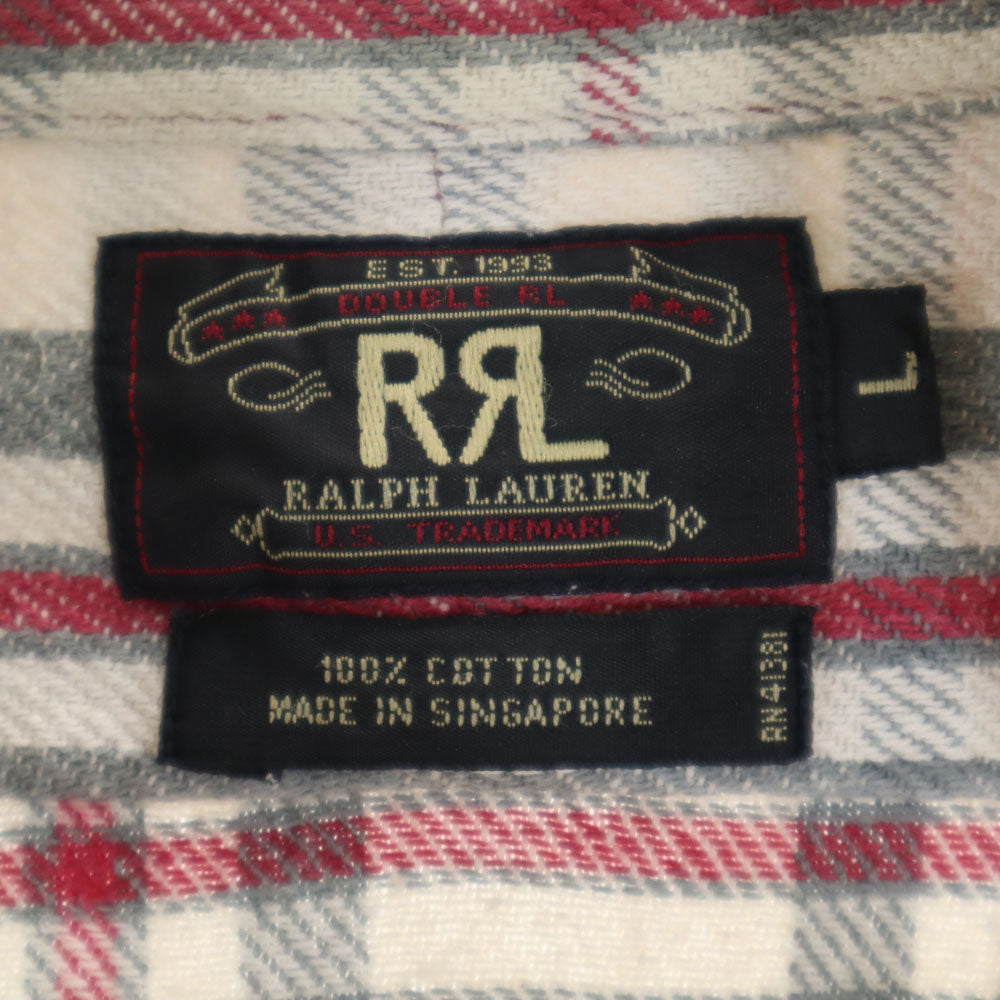 EST. 1993
DOUBLE RL
RRL
RALPH LAUREN
U.S. TRADEMARK
L
100% COTTON
MADE IN SINGAPORE
RN41381